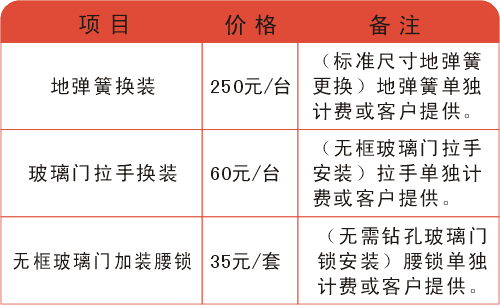 项目 价格 备注
（标准尺寸地弹簧
地弹簧换装 250元/台 更换）地弹簧单独
计费或客户提供。
（无框玻璃门拉手
玻璃门拉手换装 60元/台 安装）拉手单独计
费或客户提供。
（无需钻孔玻璃门
无框玻璃门加装腰锁 35元/套 锁安装）腰锁单独
计费或客户提供。